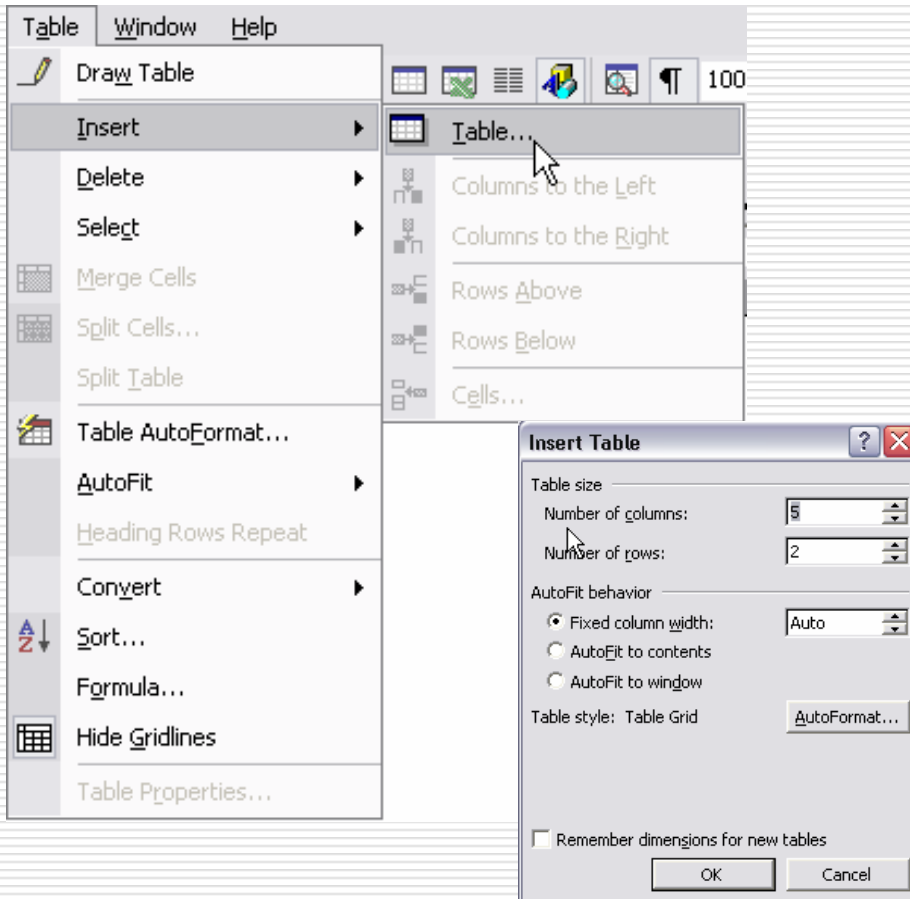 Table Window Help
Draw Table
100
Insert
Table...
Delete
Columns to the Left
Select
Columns to the Right
Merge Cells
Rows Above
Split Cells...
Rows Below
Split Table
Cells...
Table AutoFormat...
AutoFit
Heading Rows Repeat
Convert
Sort...
Formula...
Hide Gridlines
Table Properties...
Insert Table
Table size
Number of columns: 5
Number of rows: 2
AutoFit behavior
Fixed column width: Auto
AutoFit to contents
AutoFit to window
Table style: Table Grid AutoFormat...
Remember dimensions for new tables
OK Cancel